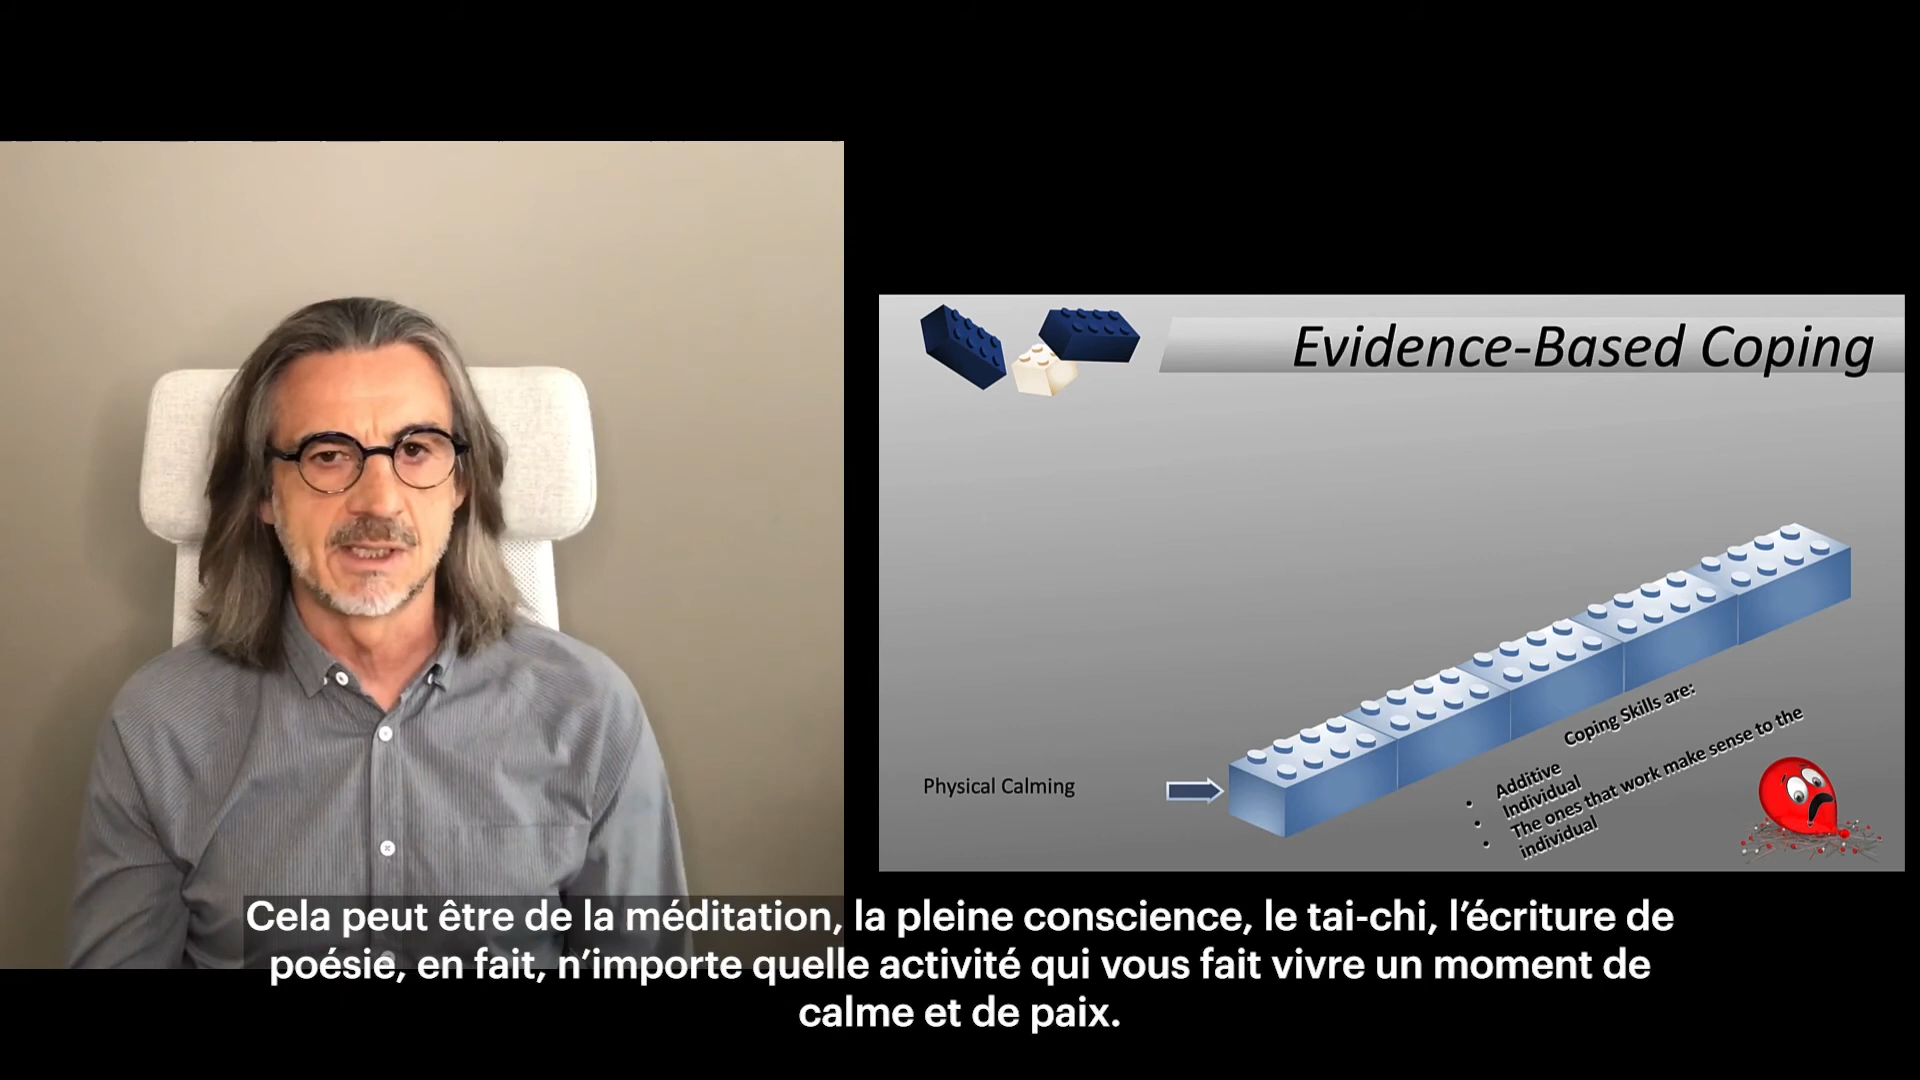 Evidence-Based Coping
Physical Calming
Coping Skills are:
• Additive
• Individual
• The ones that work make sense to the
individual
Cela peut être de la méditation, la pleine conscience, le tai-chi, l’écriture de
poésie, en fait, n’importe quelle activité qui vous fait vivre un moment de
calme et de paix.